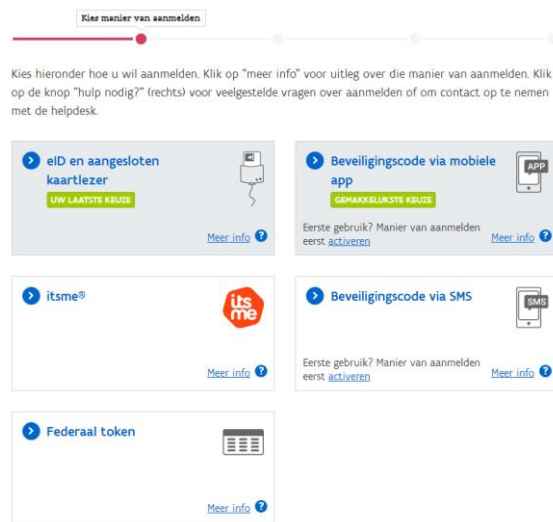 Kies manier van aanmelden
Kies hieronder hoe u wil aanmelden. Klik op "meer info" voor uitleg over die manier van aanmelden. Klik
op de knop "hulp nodig?" (rechts) voor veelgestelde vragen over aanmelden of om contact op te nemen
met de helpdesk.
eID en aangesloten
kaartlezer
UW LAATSTE KEUZE
Meer info ?
Beveiligingscode via mobiele
app
GEMAKKELIJKSTE KEUZE
APP
Eerste gebruik? Manier van aanmelden
eerst activeren
Meer info ?
itsme®
its
me
Meer info ?
Beveiligingscode via SMS
SMS
Eerste gebruik? Manier van aanmelden
eerst activeren
Meer info ?
Federaal token
Meer info ?